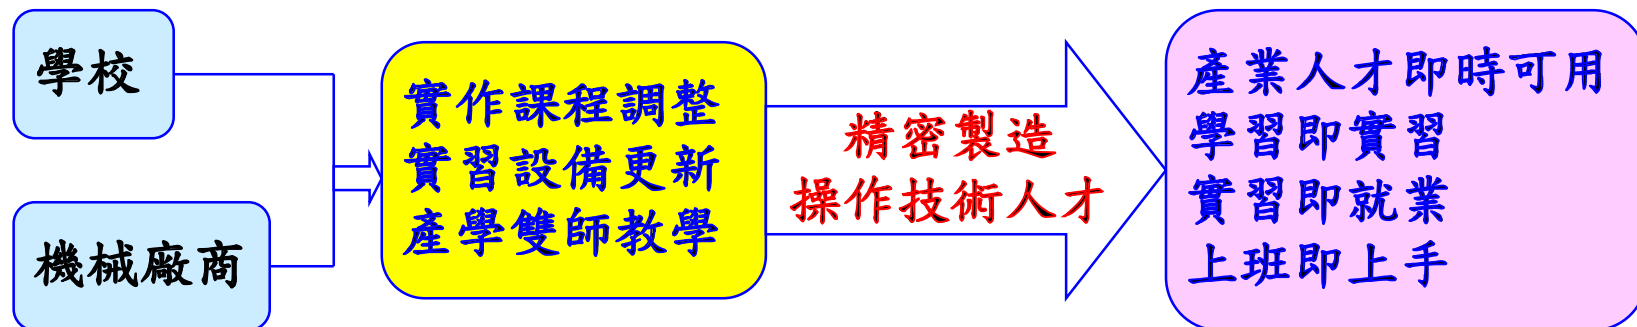 學校
機械廠商
實作課程調整
實習設備更新
產學雙師教學
精密製造
操作技術人才
產業人才即時可用
學習即實習
實習即就業
上班即上手